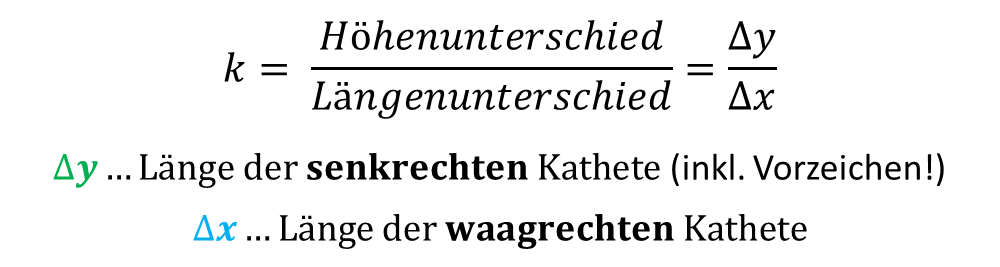 k = Höhenunterschied / Längenunterschied = Δy / Δx
Δy … Länge der senkrechten Kathete (inkl. Vorzeichen!)
Δx … Länge der waagrechten Kathete